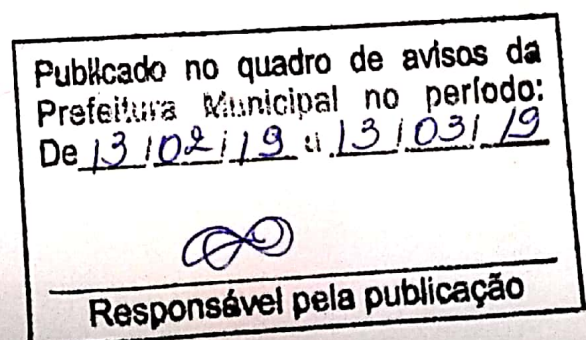 Publicado no quadro de avisos da
Prefeitura Municipal no período:
De 13/02/19 a 13/03/19
Responsável pela publicação